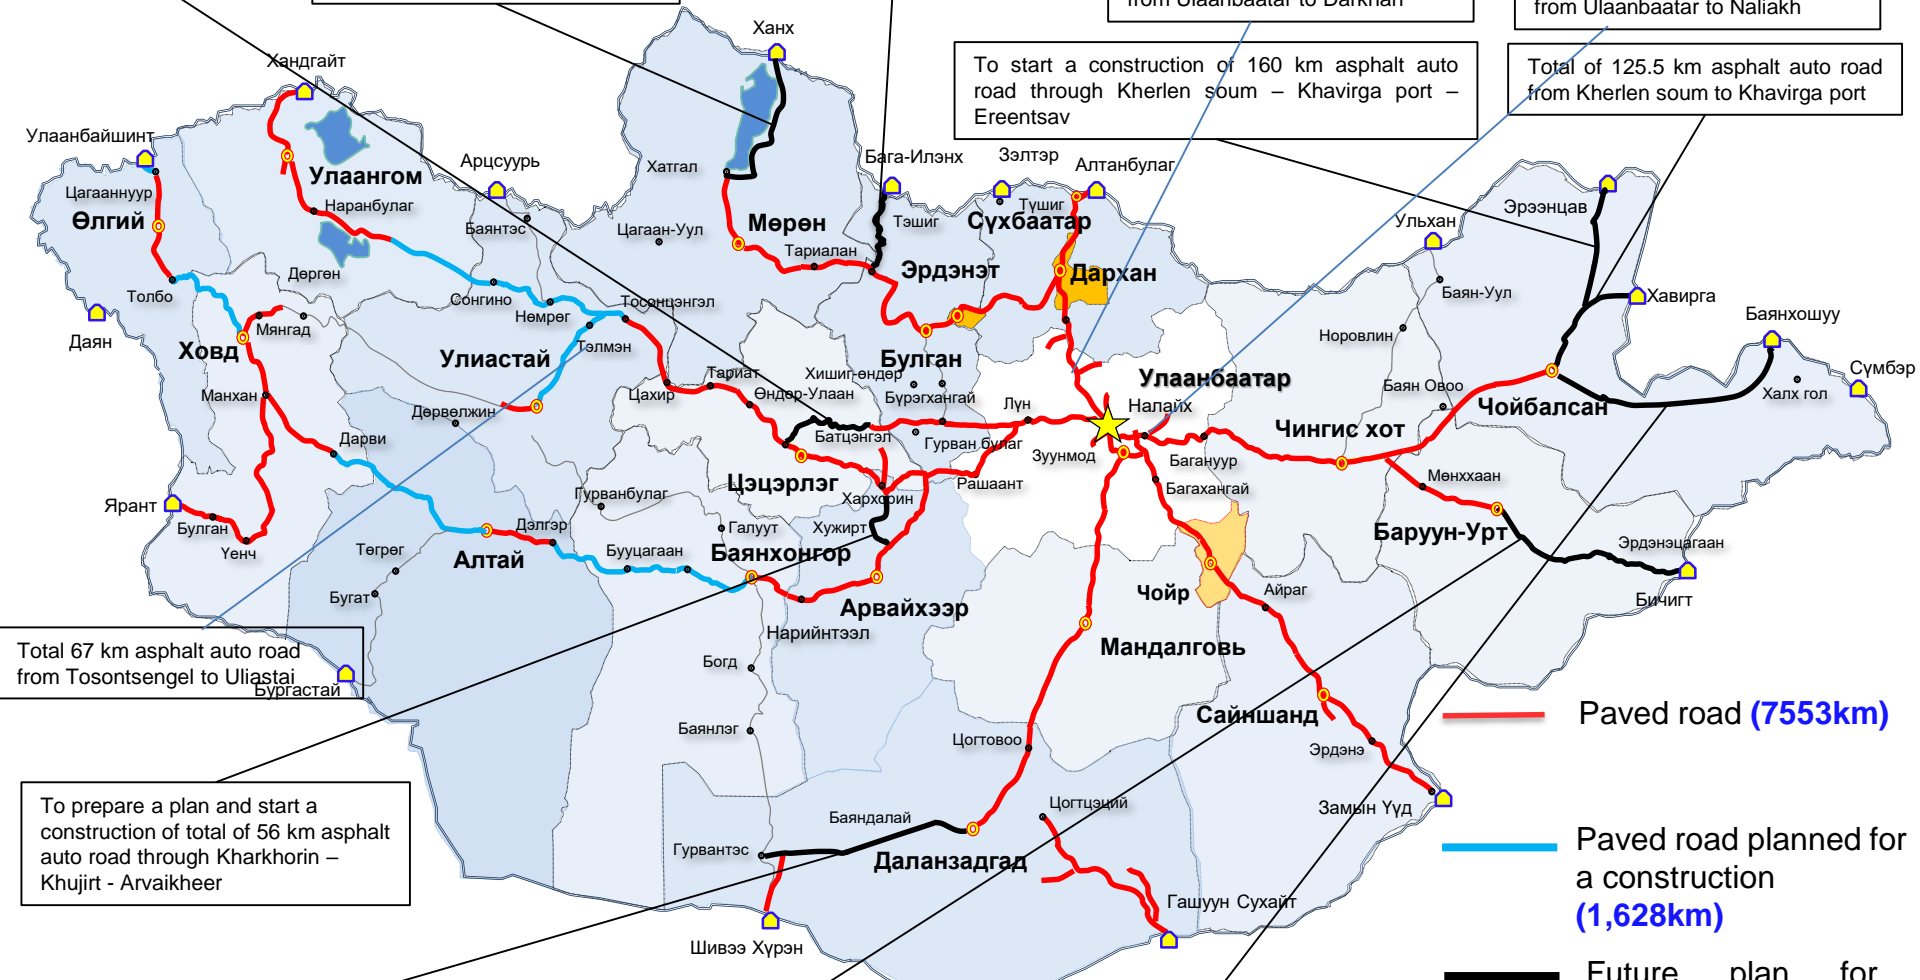 from Ulaanbaatar to Darkhan
from Ulaanbaatar to Naliakh
To start a construction of 160 km asphalt auto
road through Kherlen soum – Khavirga port –
Ereentsav
Total of 125.5 km asphalt auto road
from Kherlen soum to Khavirga port
Ханх
Хандгайт
Улаанбайшинт
Арцсуурь
Хатгал
Бага-Илэнх
Зэлтэр
Алтанбулаг
Цагааннуур
Улаангом
Өлгий
Наранбулаг
Баянтэс
Цагаан-Уул
Мөрөн
Тариалан
Тэшиг
Түшиг
Сүхбаатар
Ульхан
Эрээнцав
Дөргөн
Эрдэнэт
Дархан
Толбо
Сонгино
Нөмрөг
Тосонцэнгэл
Баян-Уул
Хавирга
Даян
Мянгад
Ховд
Улиастай
Тэлмэн
Булган
Норовлин
Баянхошуу
Сүмбэр
Манхан
Дөрвөлжин
Цахир
Тариат
Хишиг-өндөр
Өндөр-Улаан
Бүрэгхангай
Лүн
Улаанбаатар
Налайх
Баян Овоо
Чойбалсан
Халх гол
Дарви
Батцэнгэл
Гурван булаг
Зуунмод
Чингис хот
Багануур
Ярант
Булган
Үенч
Гурванбулаг
Цэцэрлэг
Хархорин
Рашаант
Багахангай
Мөнххаан
Дэлгэр
Галуут
Хужирт
Баруун-Урт
Төгрөг
Алтай
Бууцагаан
Баянхонгор
Эрдэнэцагаан
Бугат
Арвайхээр
Чойр
Айраг
Бичигт
Нарийнтээл
Мандалговь
Total 67 km asphalt auto road
from Tosontsengel to Uliastai
Бургастай
Богд
Баянлэг
Цогтовоо
Сайншанд
Эрдэнэ
Paved road (7553km)
To prepare a plan and start a
construction of total of 56 km asphalt
auto road through Kharkhorin –
Khujirt - Arvaikheer
Баяндалай
Гурвантэс
Даланзадгад
Цогтцэций
Замын Үүд
Paved road planned for
a construction
(1,628km)
Гашуун Сухайт
Шивээ Хүрэн
Future plan for